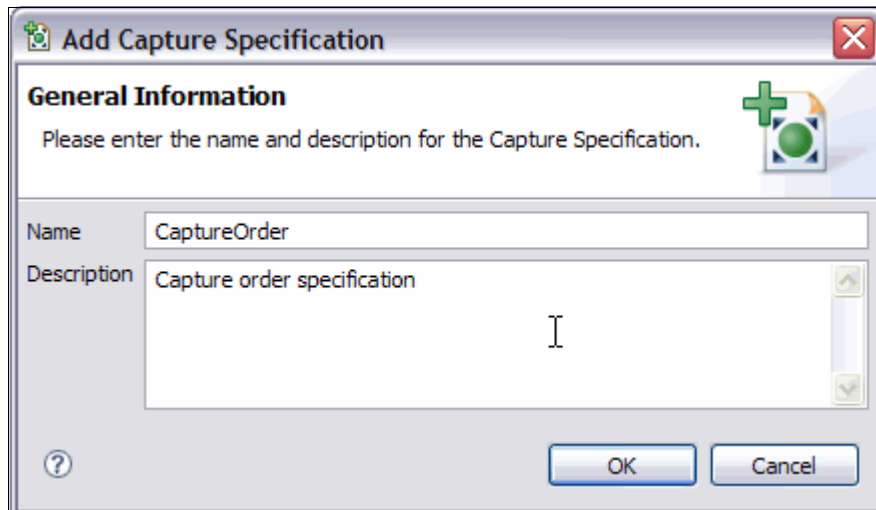 Add Capture Specification
General Information
Please enter the name and description for the Capture Specification.
Name CaptureOrder
Description Capture order specification
? OK Cancel